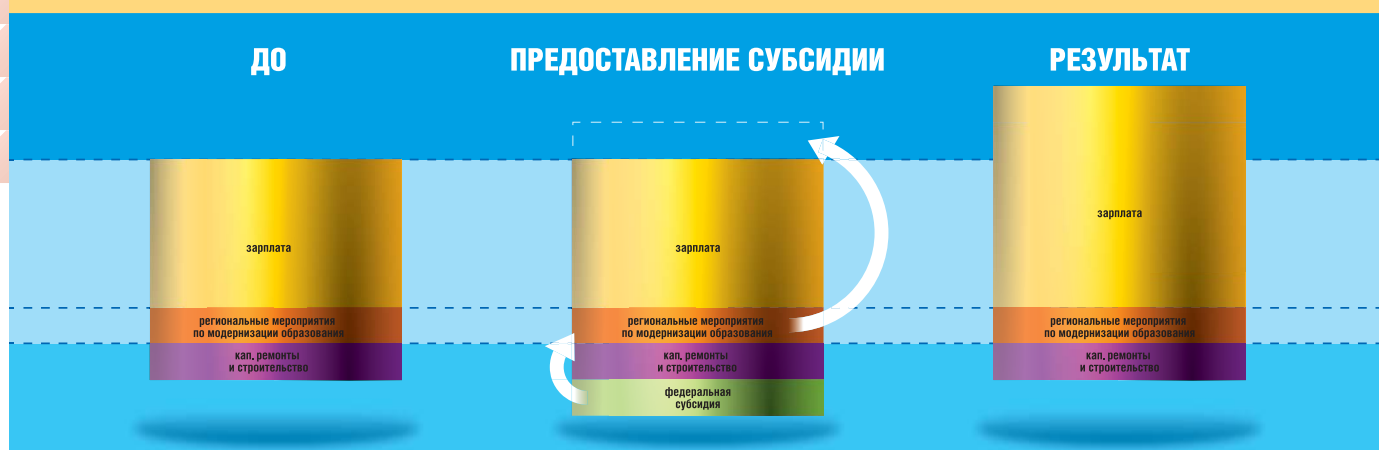 ДО
ПРЕДОСТАВЛЕНИЕ СУБСИДИИ
РЕЗУЛЬТАТ
зарплата
региональные мероприятия
по модернизации образования
кап. ремонты
и строительство
зарплата
региональные мероприятия
по модернизации образования
кап. ремонты
и строительство
федеральная
субсидия
зарплата
региональные мероприятия
по модернизации образования
кап. ремонты
и строительство